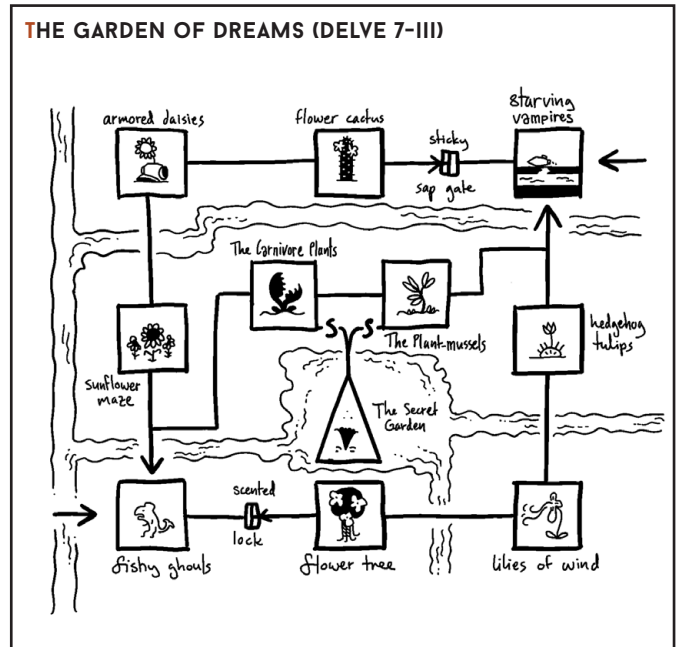 THE GARDEN OF DREAMS (DELVE 7-III)
armored daisies
flower cactus
sticky
sap gate
starving
vampires
The Carnivore Plants
S S
The Plant-mussels
hedgehog
tulips
sunflower
maze
The Secret
Garden
scented
lock
fishy ghouls
flower tree
lilies of wind